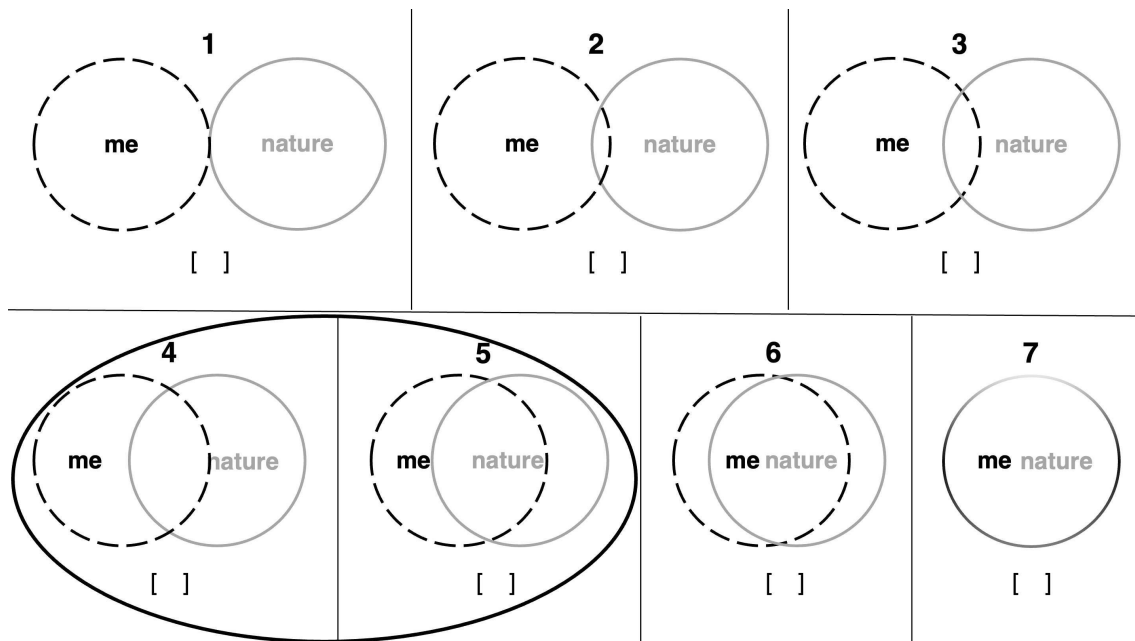 1 2 3
me nature me nature me nature
[ ] [ ] [ ]
4 5 6 7
me nature me nature me nature me nature
[ ] [ ] [ ] [ ]